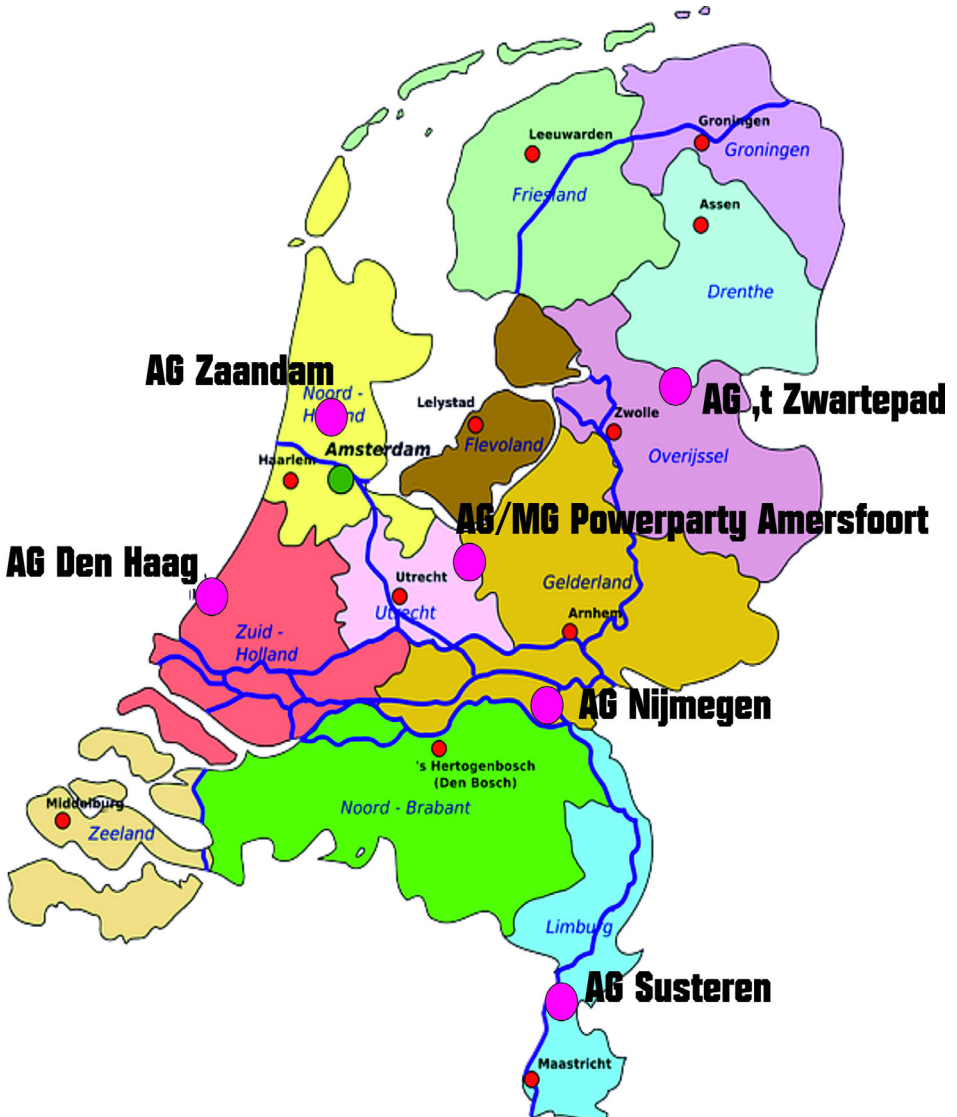 Groningen
Leeuwarden
Groningen
Friesland
Assen
Drenthe
AG Zaandam
Noord -
Holland
AG ‚t Zwartepad
Lelystad
Zwolle
Flevoland
Amsterdam
Overijssel
Haarlem
AG/MG Powerparty Amersfoort
AG Den Haag
Utrecht
Gelderland
Utrecht
Arnhem
Zuid -
Holland
AG Nijmegen
's Hertogenbosch
(Den Bosch)
Middelburg
Noord - Brabant
Zeeland
Limburg
AG Susteren
Maastricht